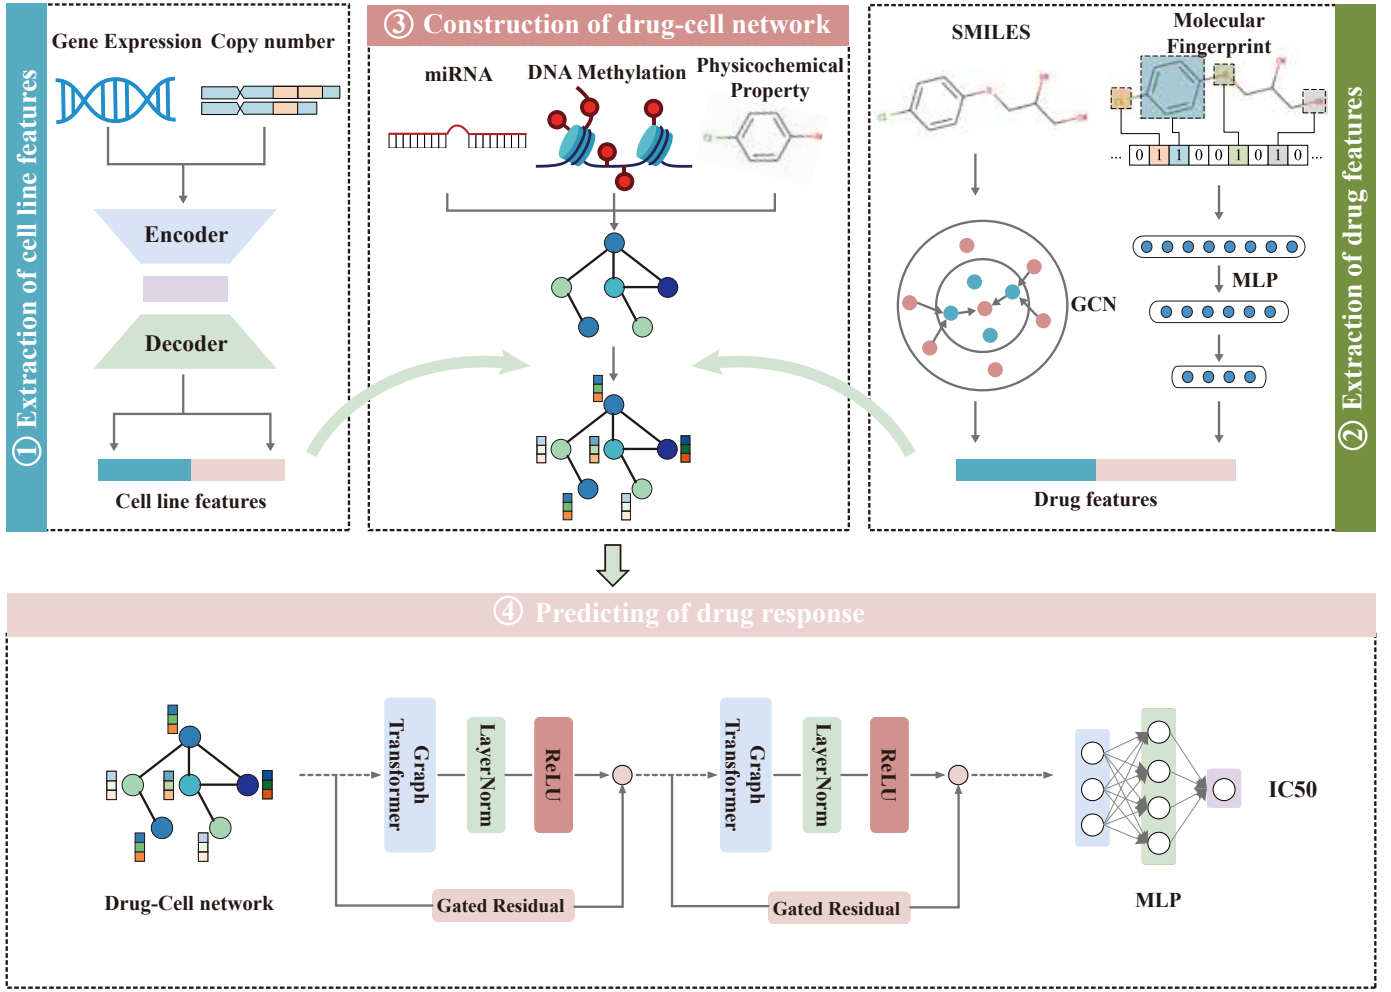 ① Extraction of cell line features
Gene Expression
Copy number
Encoder
Decoder
Cell line features
③ Construction of drug-cell network
miRNA
DNA Methylation
Physicochemical
Property
SMILES
Molecular
Fingerprint
... 0 1 1 0 0 1 0 1 0 ...
GCN
MLP
Drug features
② Extraction of drug features
④ Predicting of drug response
Drug-Cell network
Graph
Transformer
LayerNorm
ReLU
Gated Residual
Graph
Transformer
LayerNorm
ReLU
Gated Residual
MLP
IC50